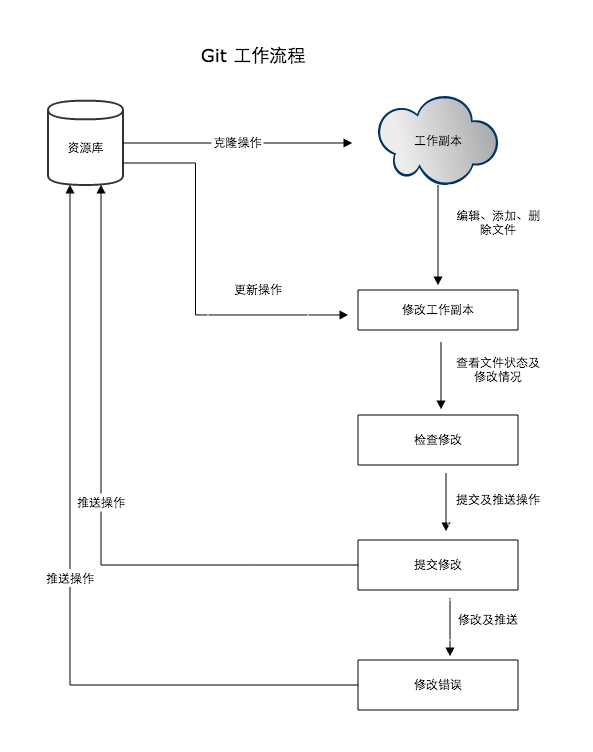 Git 工作流程
资源库
克隆操作
工作副本
编辑、添加、删
除文件
更新操作
修改工作副本
查看文件状态及
修改情况
检查修改
推送操作
提交及推送操作
提交修改
推送操作
修改及推送
修改错误